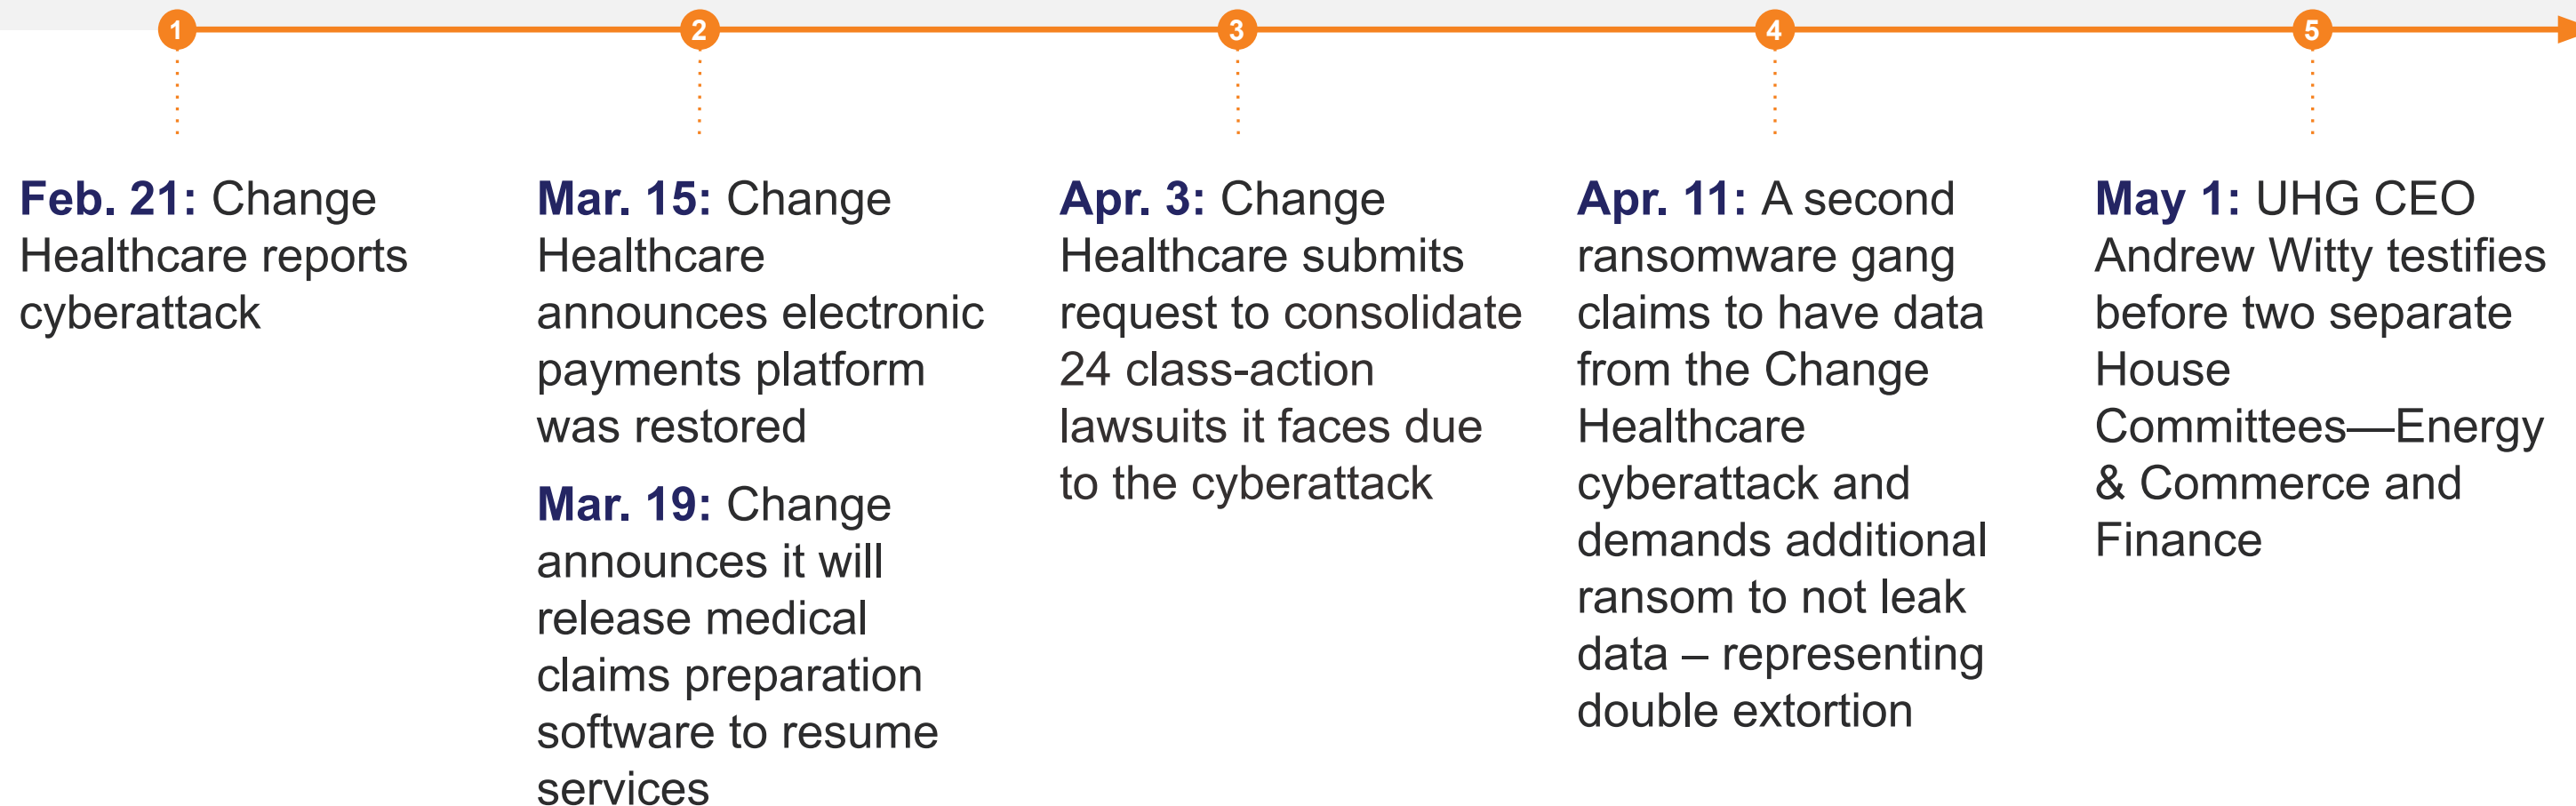 1
2
3
4
5
Feb. 21: Change
Healthcare reports
cyberattack
Mar. 15: Change
Healthcare
announces electronic
payments platform
was restored
Mar. 19: Change
announces it will
release medical
claims preparation
software to resume
services
Apr. 3: Change
Healthcare submits
request to consolidate
24 class-action
lawsuits it faces due
to the cyberattack
Apr. 11: A second
ransomware gang
claims to have data
from the Change
Healthcare
cyberattack and
demands additional
ransom to not leak
data – representing
double extortion
May 1: UHG CEO
Andrew Witty testifies
before two separate
House
Committees—Energy
& Commerce and
Finance